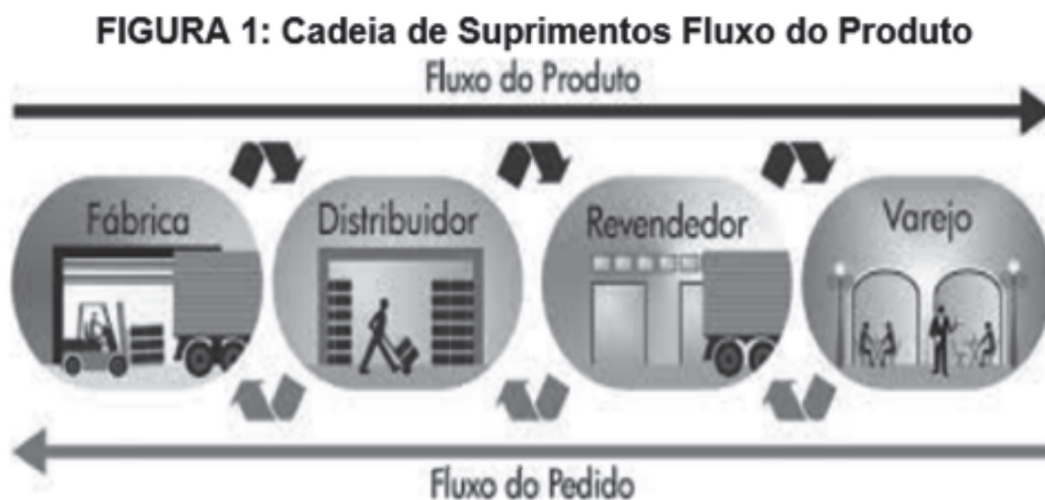 FIGURA 1: Cadeia de Suprimentos Fluxo do Produto
Fluxo do Produto
Fábrica
Distribuidor
Revendedor
Varejo
Fluxo do Pedido